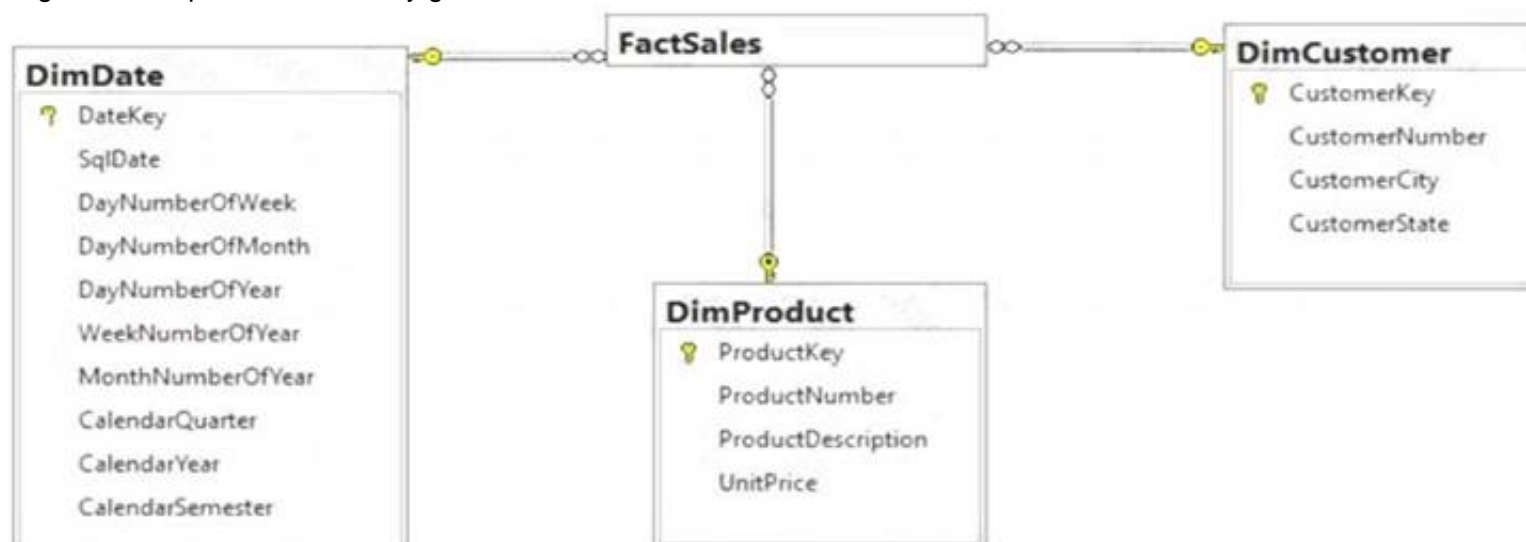 FactSales
DimDate
DateKey
SqlDate
DayNumberOfWeek
DayNumberOfMonth
DayNumberOfYear
WeekNumberOfYear
MonthNumberOfYear
CalendarQuarter
CalendarYear
CalendarSemester
DimCustomer
CustomerKey
CustomerNumber
CustomerCity
CustomerState
DimProduct
ProductKey
ProductNumber
ProductDescription
UnitPrice